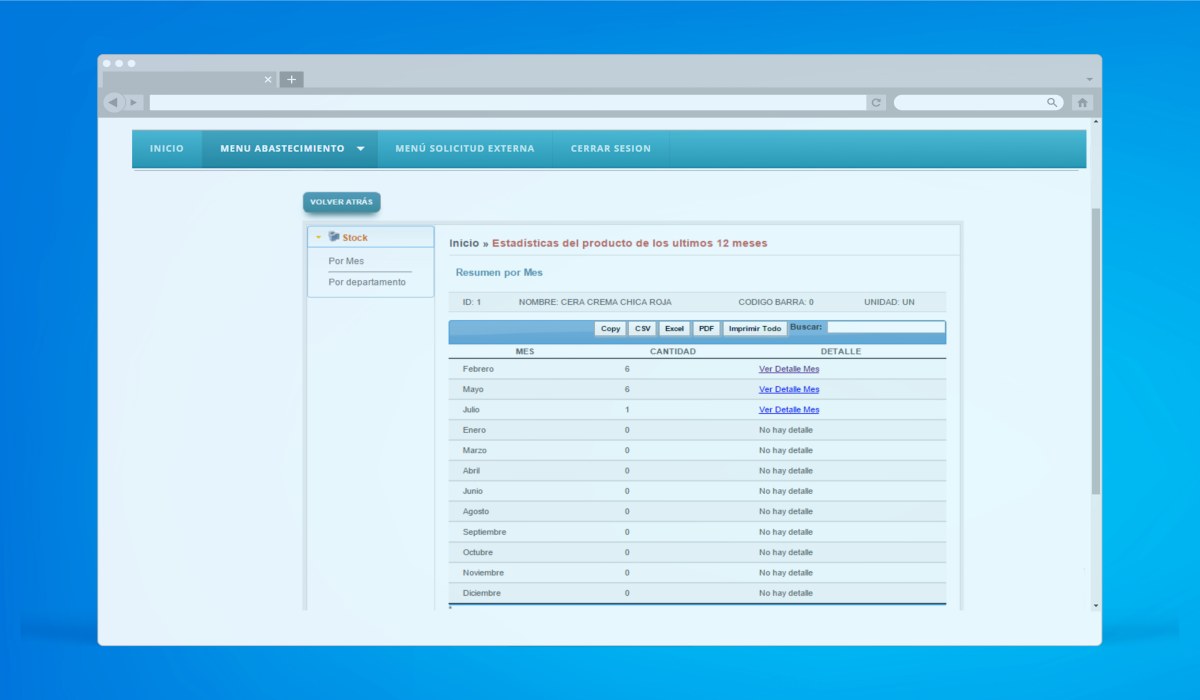 INICIO MENU ABASTECIMIENTO MENÚ SOLICITUD EXTERNA CERRAR SESION
VOLVER ATRÁS
Stock
Por Mes
Por departamento
Inicio » Estadísticas del producto de los ultimos 12 meses
Resumen por Mes
ID: 1 NOMBRE: CERA CREMA CHICA ROJA CODIGO BARRA: 0 UNIDAD: UN
Copy CSV Excel PDF Imprimir Todo Buscar:
MES CANTIDAD DETALLE
Febrero 6 Ver Detalle Mes
Mayo 6 Ver Detalle Mes
Julio 1 Ver Detalle Mes
Enero 0 No hay detalle
Marzo 0 No hay detalle
Abril 0 No hay detalle
Junio 0 No hay detalle
Agosto 0 No hay detalle
Septiembre 0 No hay detalle
Octubre 0 No hay detalle
Noviembre 0 No hay detalle
Diciembre 0 No hay detalle